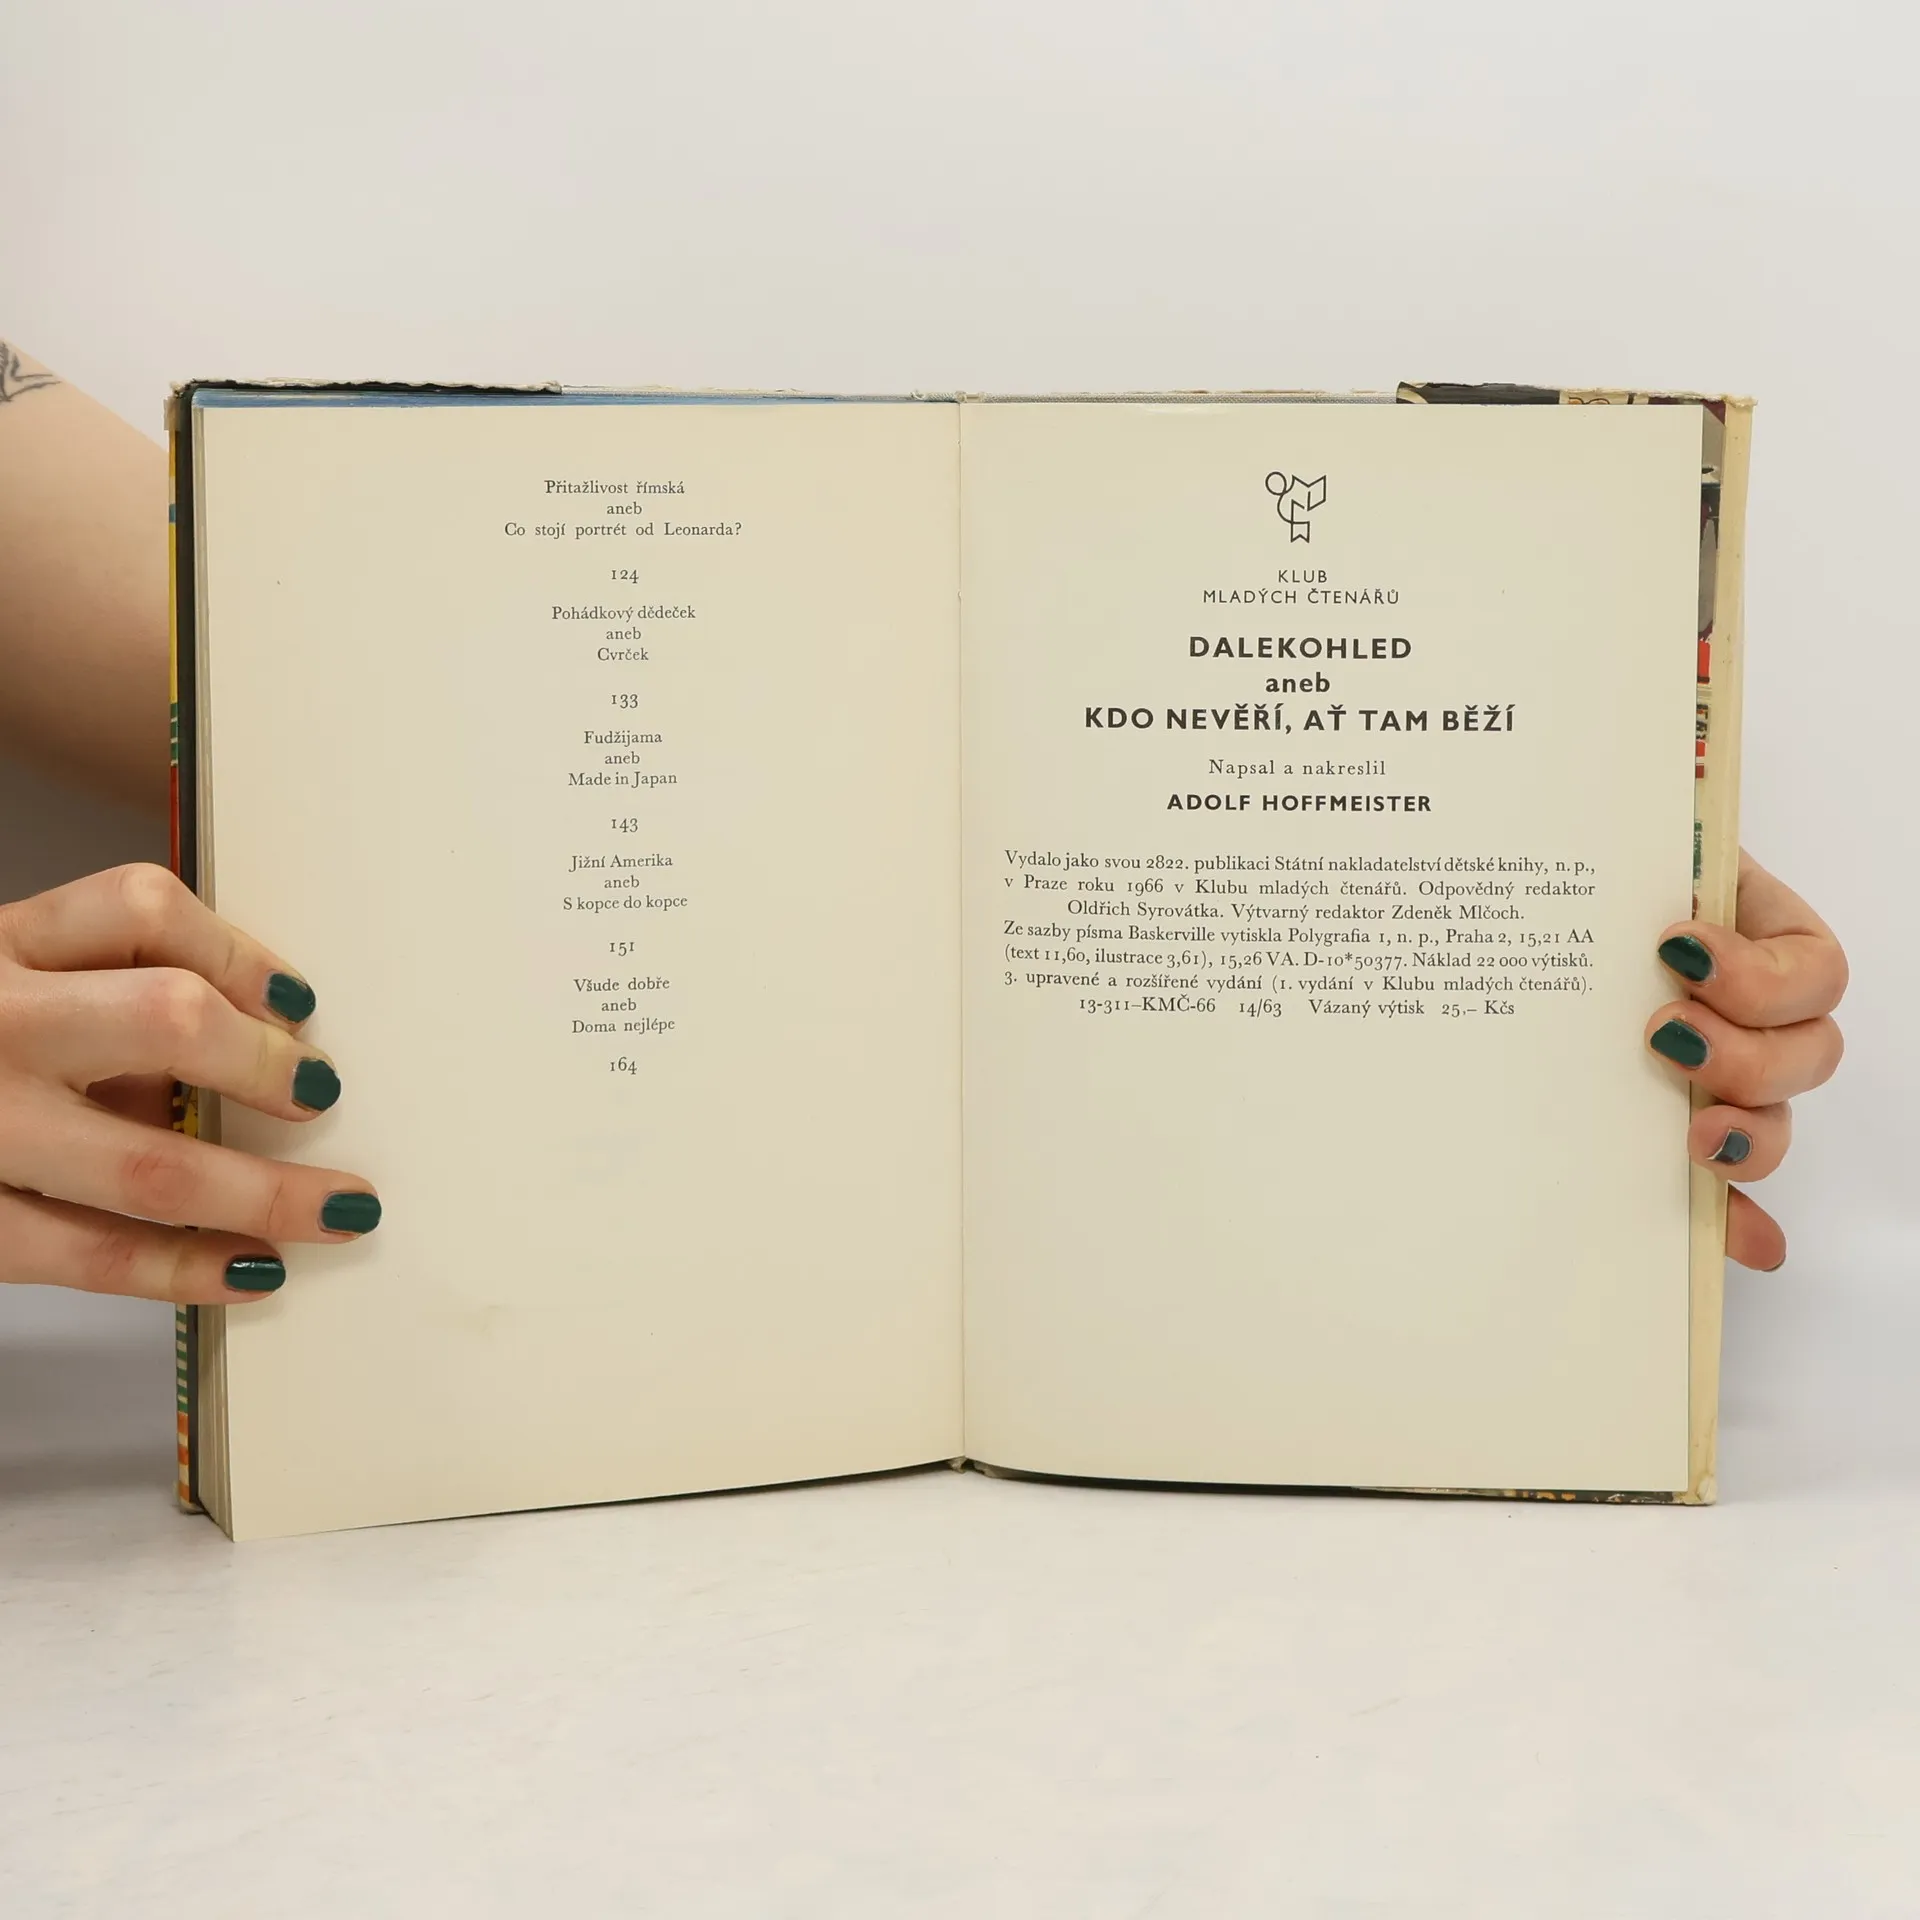 Přitažlivost římská
aneb
Co stojí portrét od Leonarda?
124
Pohádkový dědeček
aneb
Cvrček
133
Fudžijama
aneb
Made in Japan
143
Jižní Amerika
aneb
S kopce do kopce
151
Všude dobře
aneb
Doma nejlépe
164
KLUB
MLADÝCH ČTENÁŘŮ
DALEKOHLED
aneb
KDO NEVĚŘÍ, AŤ TAM BĚŽÍ
Napsal a nakreslil
ADOLF HOFFMEISTER
Vydalo jako svou 2822. publikaci Státní nakladatelství dětské knihy, n. p.,
v Praze roku 1966 v Klubu mladých čtenářů. Odpovědný redaktor
Oldřich Syrovátka. Výtvarný redaktor Zdeněk Mlčoch.
Ze sazby písma Baskerville vytiskla Polygrafia 1, n. p., Praha 2, 15,21 AA
(text 11,60, ilustrace 3,61), 15,26 VA. D-10*50377. Náklad 22 000 výtisků.
3. upravené a rozšířené vydání (1. vydání v Klubu mladých čtenářů).
13-311–KMČ-66 14/63 Vázaný výtisk 25,– Kčs